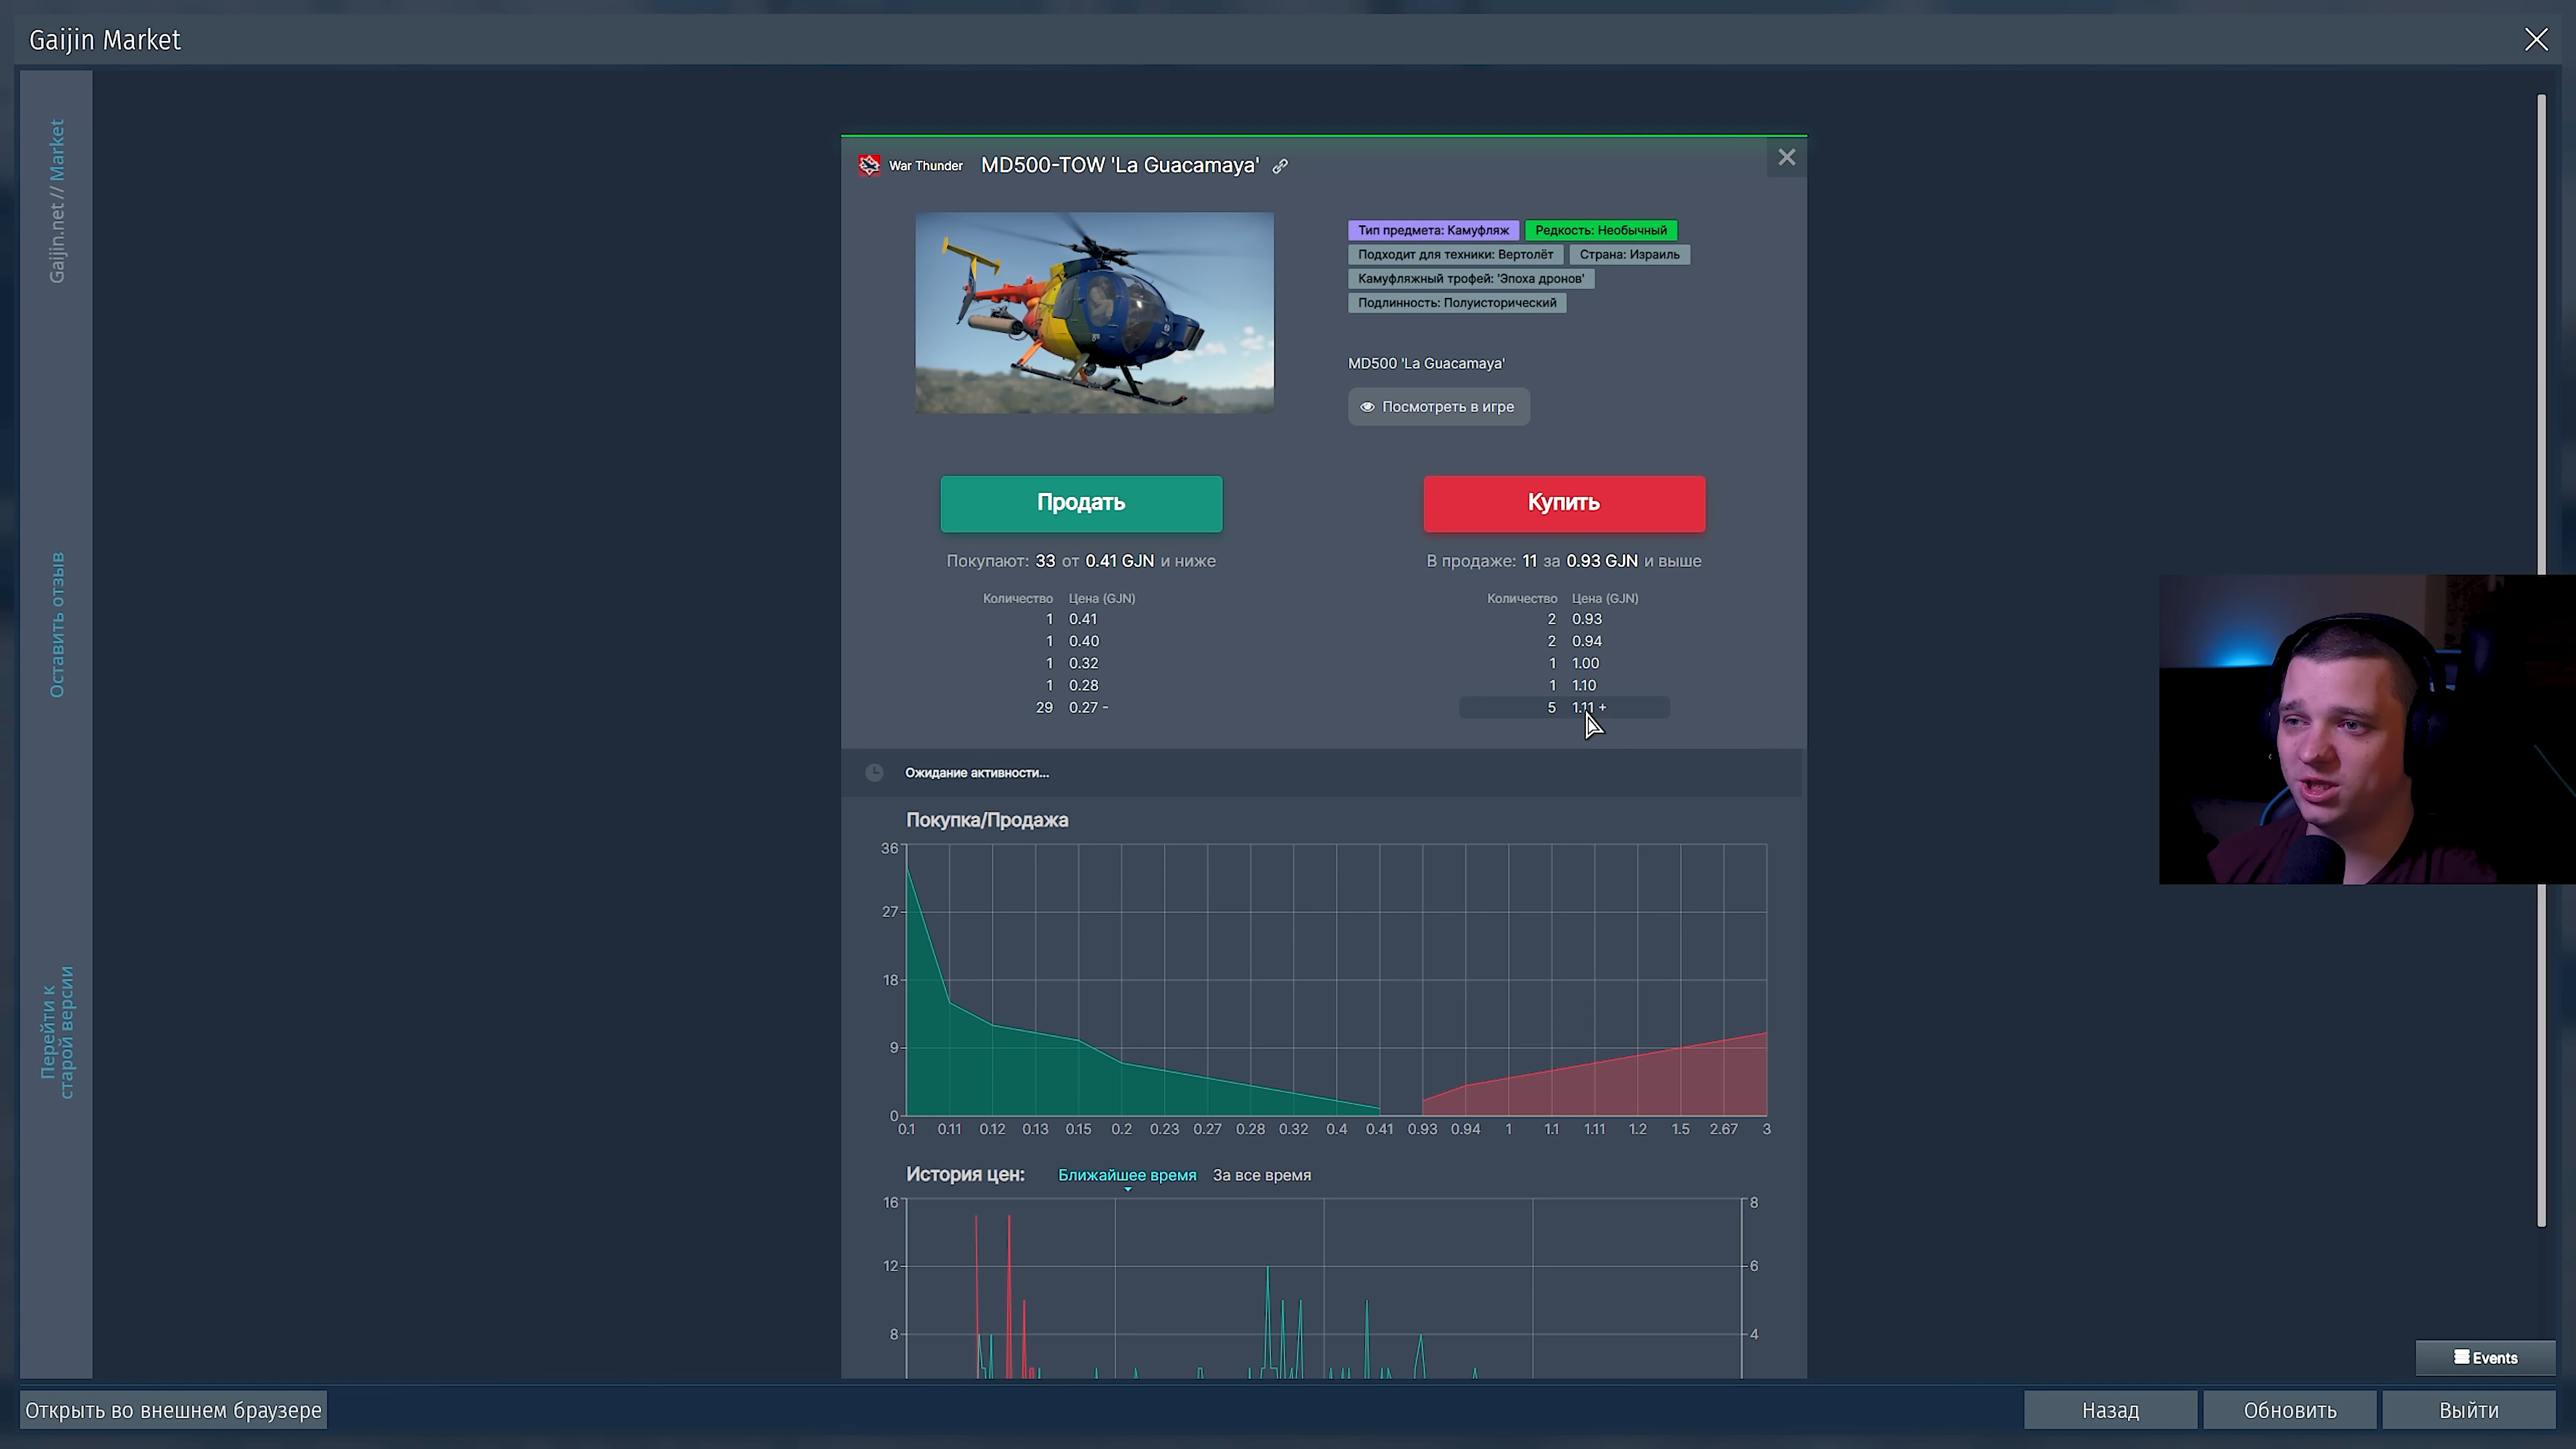 Gaijin Market
Gaijin.net // Market
Оставить отзыв
Перейти к
старой версии
War Thunder MD500-TOW 'La Guacamaya'
Тип предмета: Камуфляж Редкость: Необычный
Подходит для техники: Вертолёт Страна: Израиль
Камуфляжный трофей: 'Эпоха дронов'
Подлинность: Полуисторический
MD500 'La Guacamaya'
Посмотреть в игре
Продать Купить
Покупают: 33 от 0.41 GJN и ниже В продаже: 11 за 0.93 GJN и выше
Количество Цена (GJN) Количество Цена (GJN)
1 0.41 2 0.93
1 0.40 2 0.94
1 0.32 1 1.00
1 0.28 1 1.10
29 0.27 - 5 1.11 +
Ожидание активности...
Покупка/Продажа
36
27
18
9
0
0.1 0.11 0.12 0.13 0.15 0.2 0.23 0.27 0.28 0.32 0.4 0.41 0.93 0.94 1 1.1 1.11 1.2 1.5 2.67 3
История цен: Ближайшее время За все время
16 8
12 6
8 4
Events
Открыть во внешнем браузере Назад Обновить Выйти